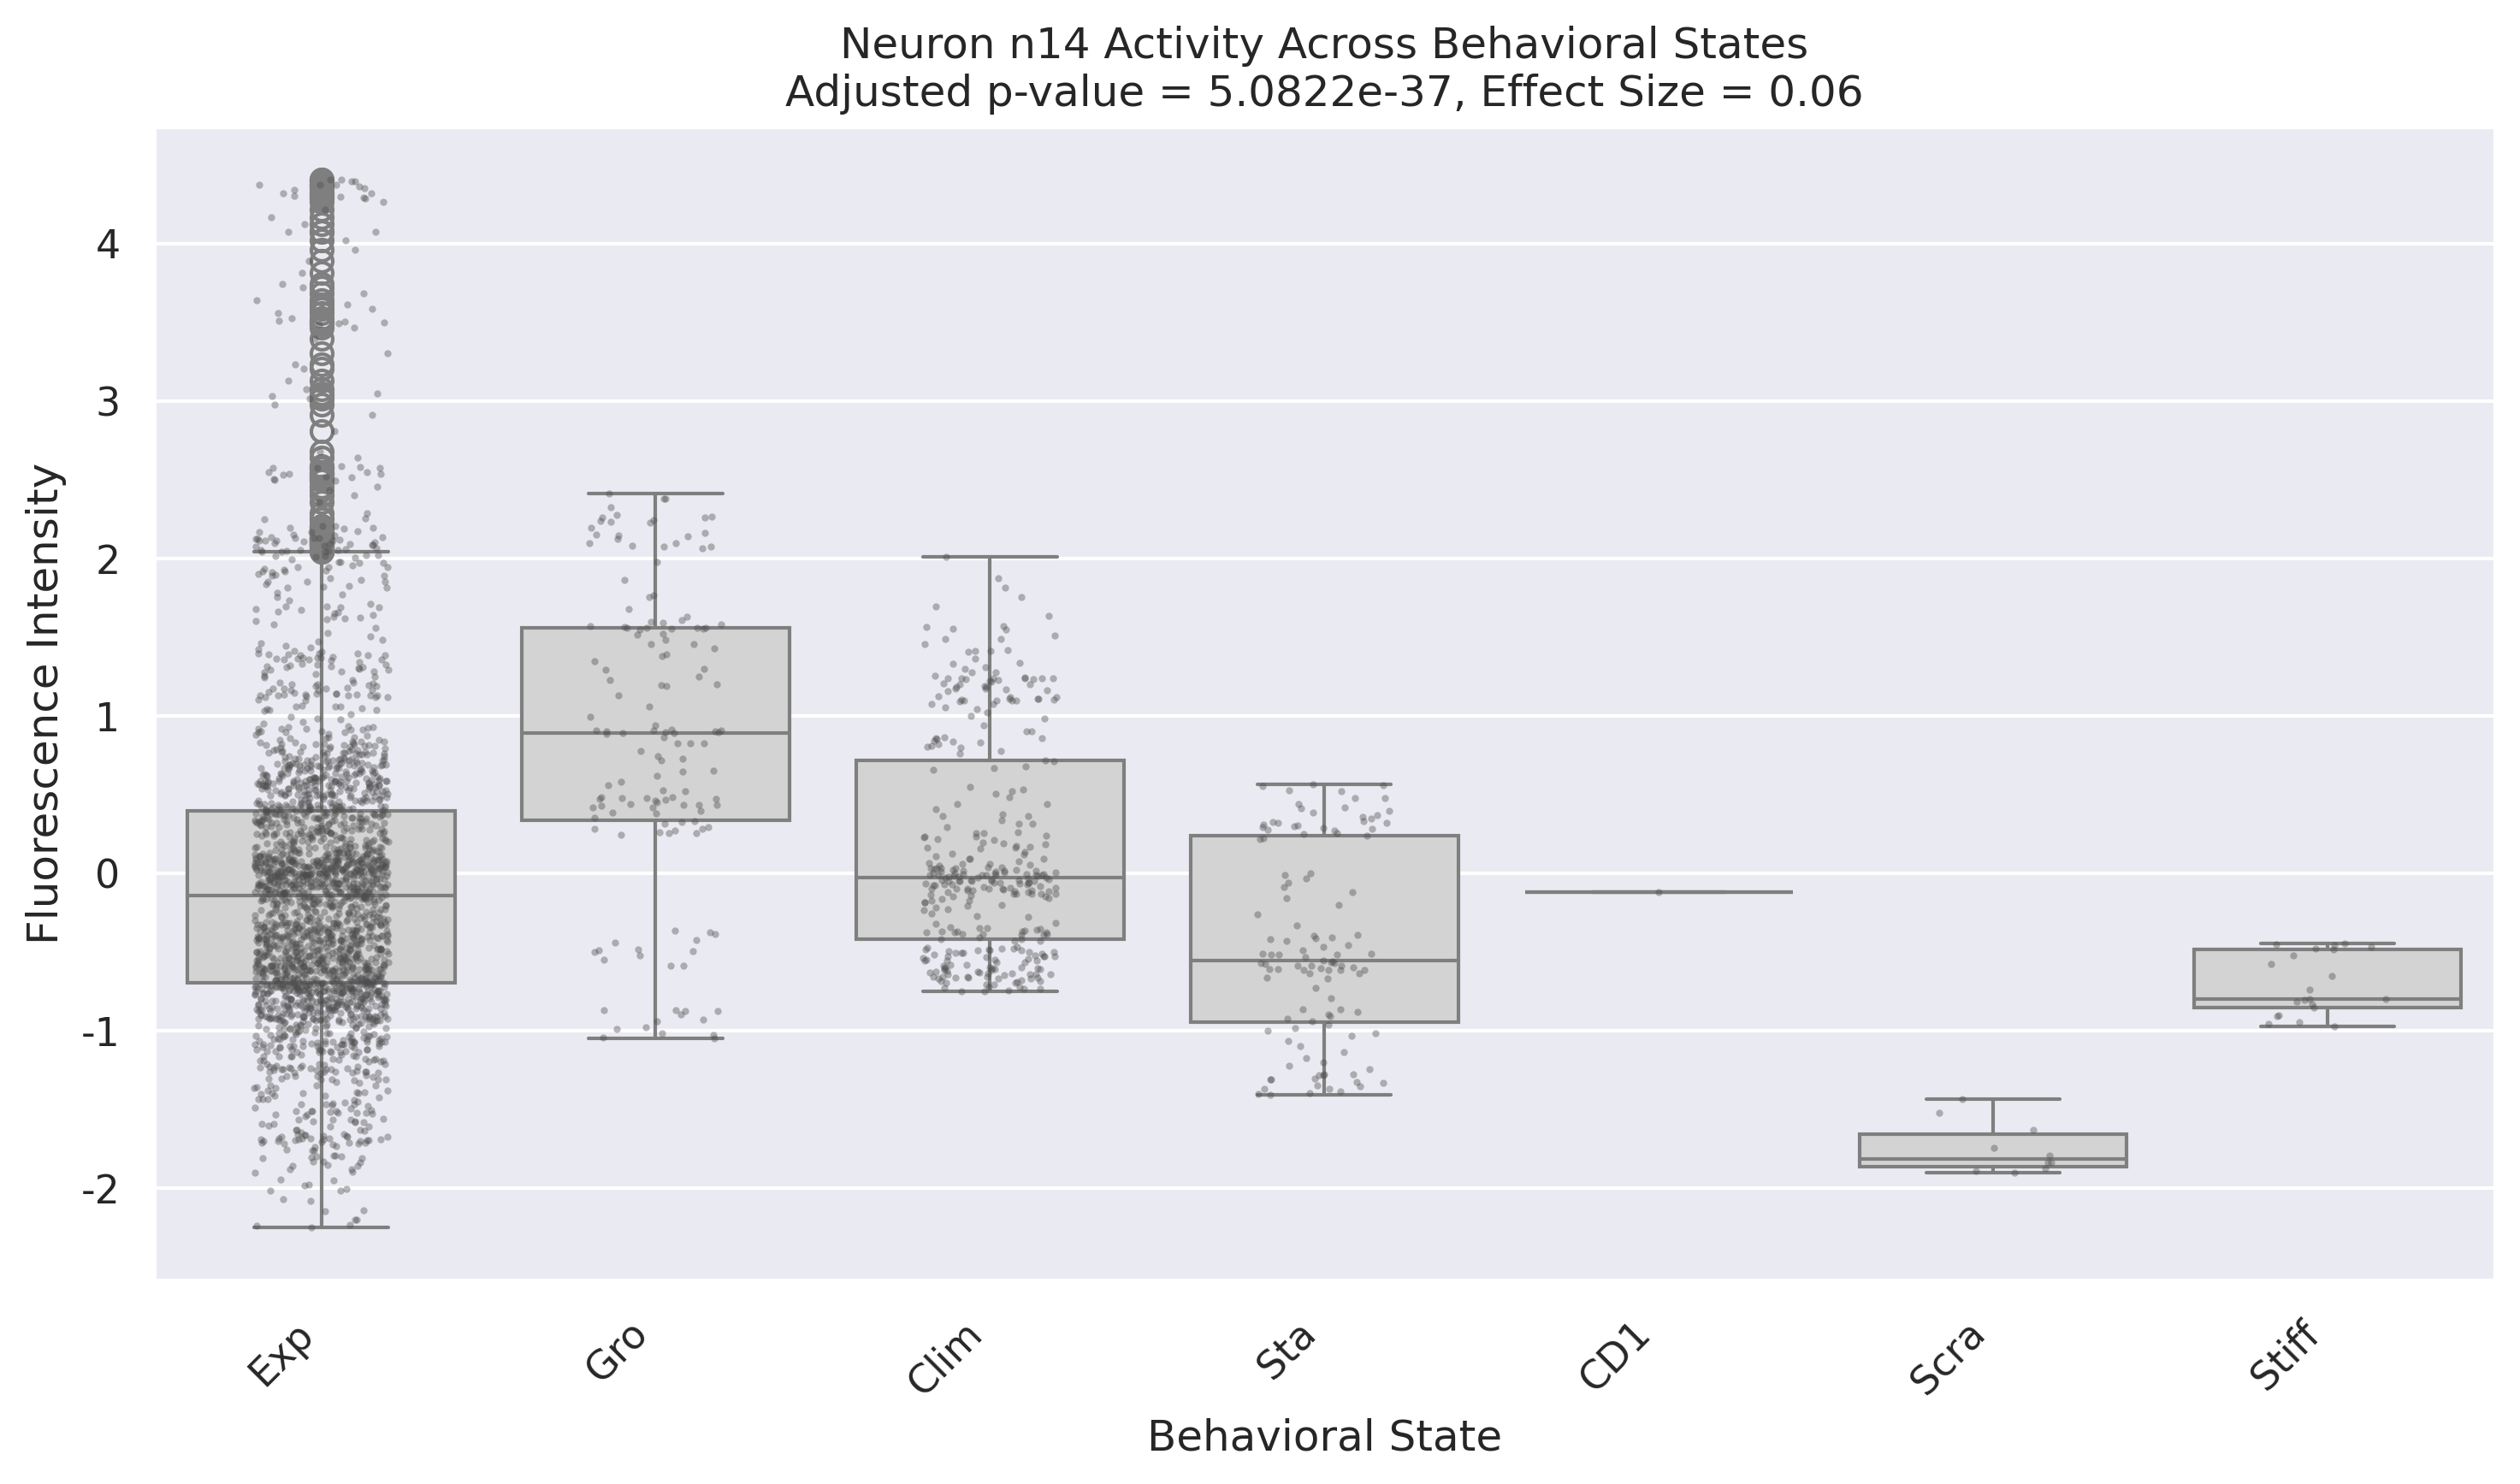 Neuron n14 Activity Across Behavioral States
Adjusted p-value = 5.0822e-37, Effect Size = 0.06
Fluorescence Intensity
4
3
2
1
0
-1
-2
Exp
Gro
Clim
Sta
CD1
Scra
Stiff
Behavioral State